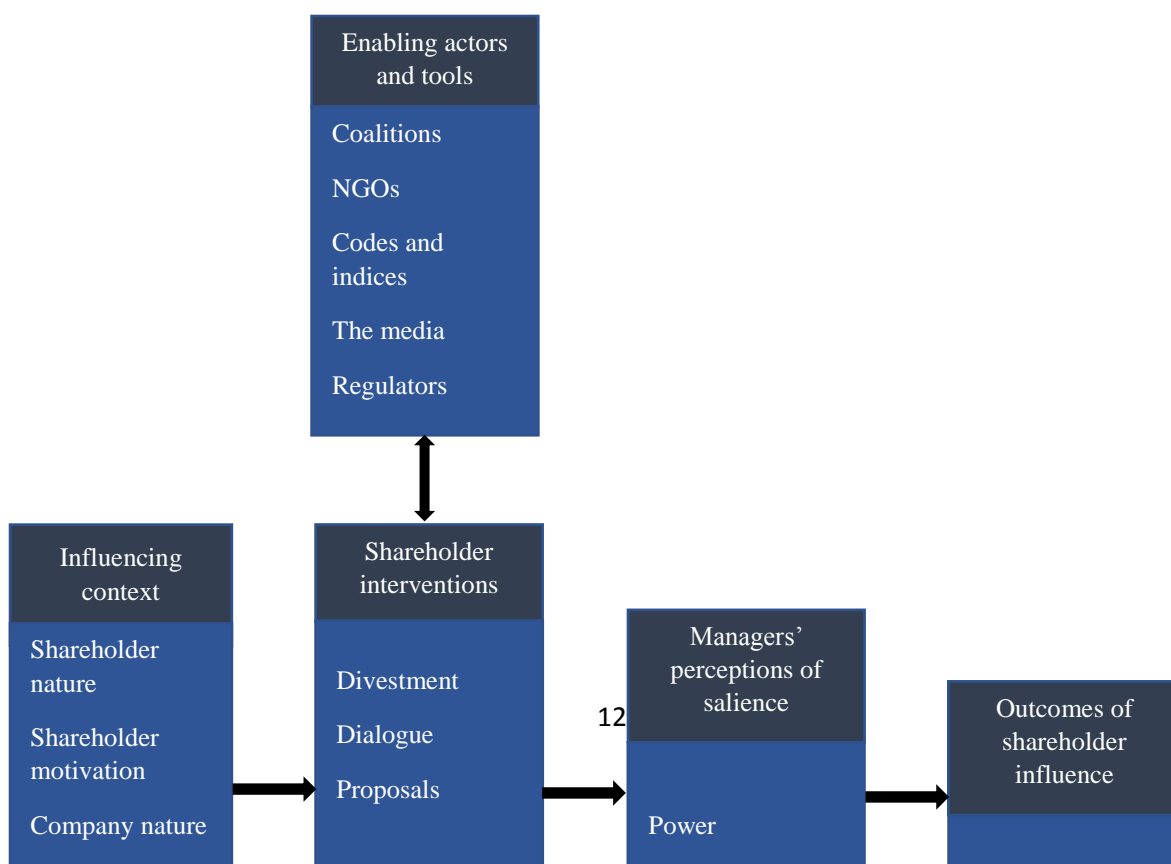 Enabling actors
and tools
Coalitions
NGOs
Codes and
indices
The media
Regulators
Influencing
context
Shareholder
nature
Shareholder
motivation
Company nature
Shareholder
interventions
Divestment
Dialogue
Proposals
12
Managers’
perceptions of
salience
Power
Outcomes of
shareholder
influence